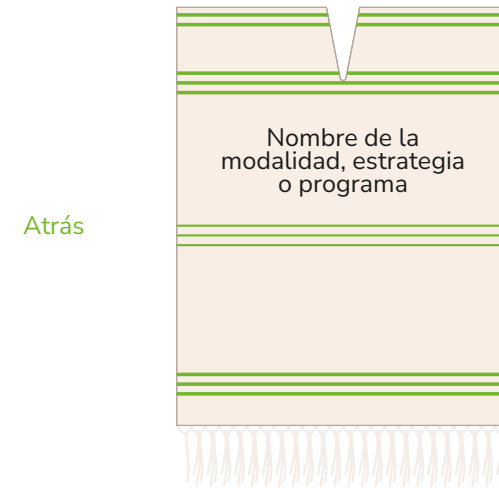 Nombre de la
modalidad, estrategia
o programa
Atrás